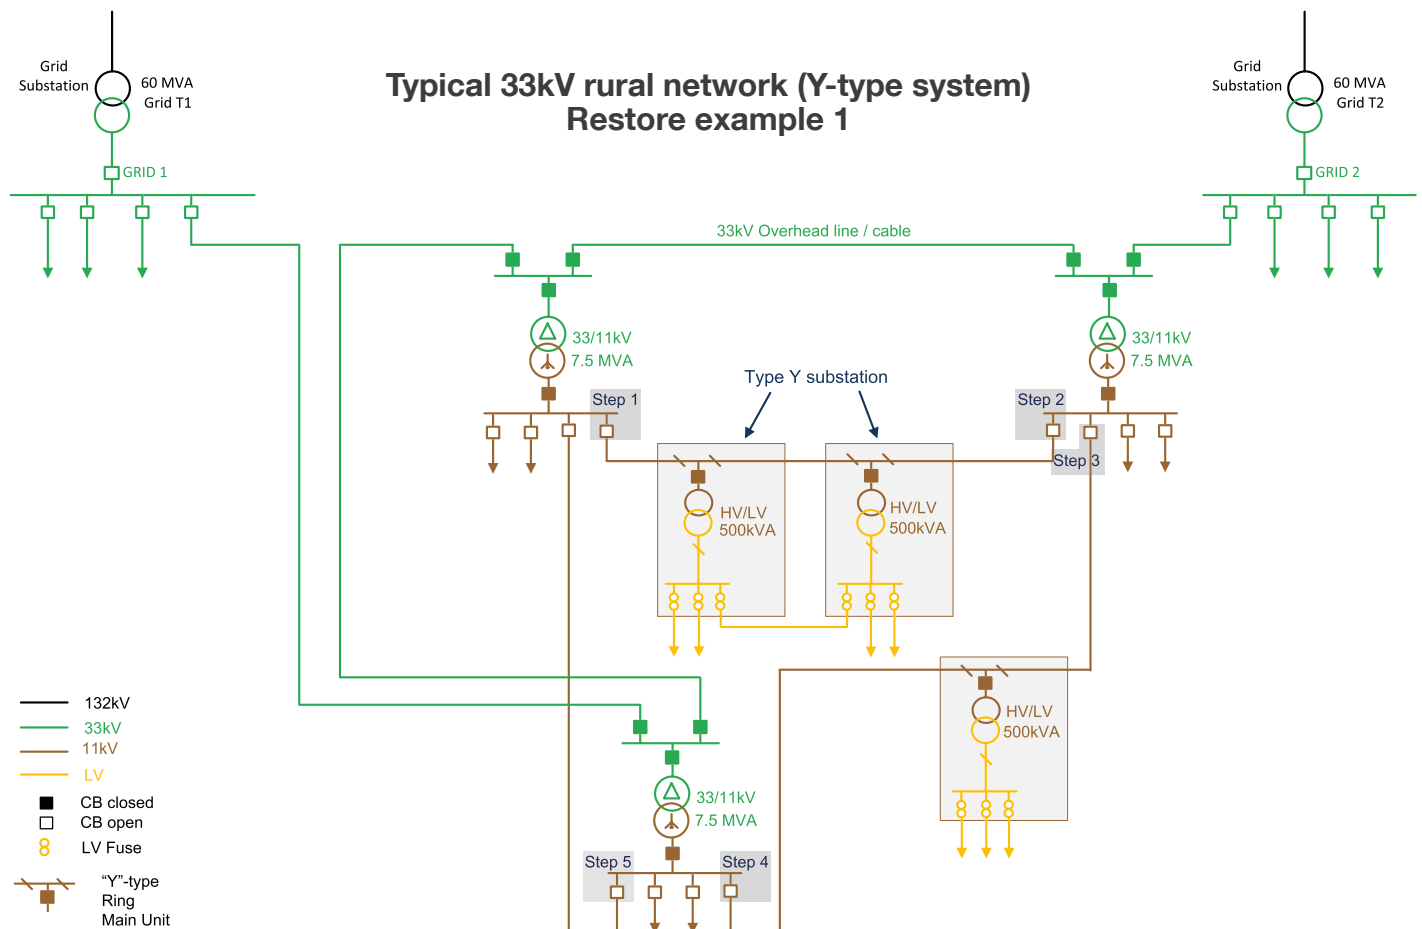 Typical 33kV rural network (Y-type system)
Restore example 1
Grid
Substation
60 MVA
Grid T1
GRID 1
Grid
Substation
60 MVA
Grid T2
GRID 2
33kV Overhead line / cable
33/11kV
7.5 MVA
33/11kV
7.5 MVA
Type Y substation
Step 1
Step 2
Step 3
HV/LV
500kVA
HV/LV
500kVA
HV/LV
500kVA
33/11kV
7.5 MVA
Step 5
Step 4
132kV
33kV
11kV
LV
CB closed
CB open
LV Fuse
“Y”-type
Ring
Main Unit